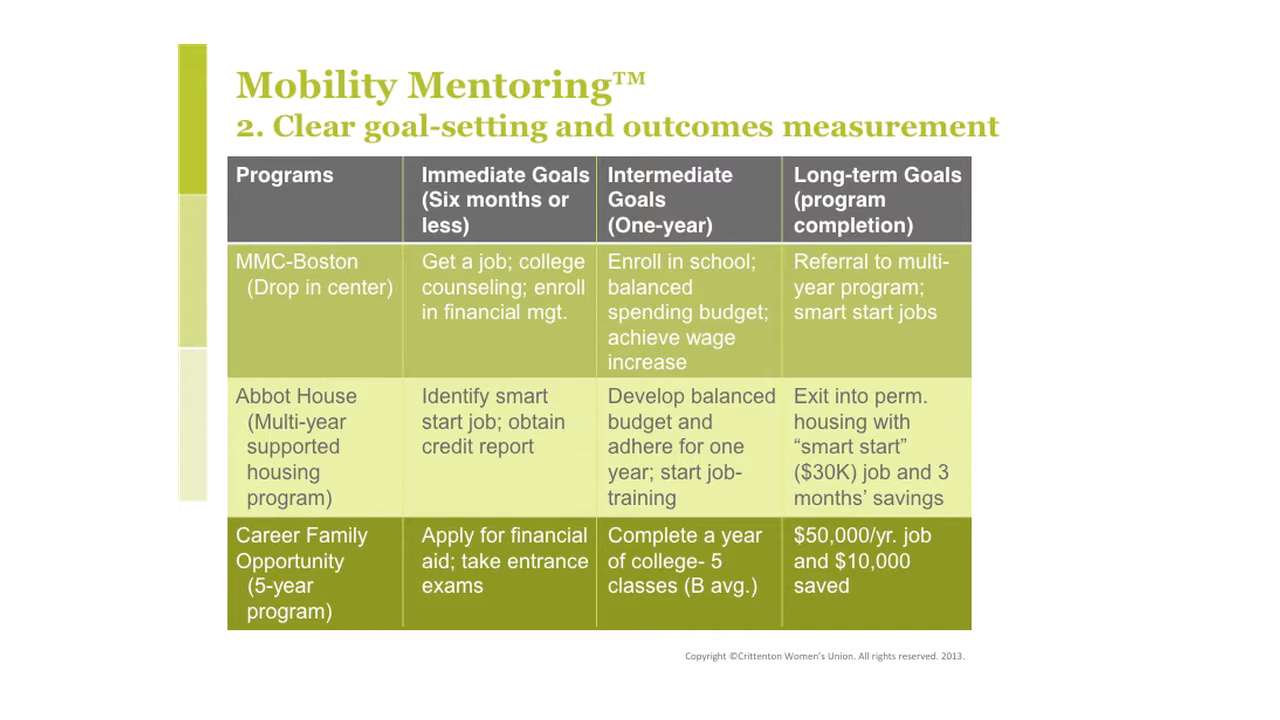 Mobility Mentoring™
2. Clear goal-setting and outcomes measurement
Programs
Immediate Goals
(Six months or
less)
Intermediate
Goals
(One-year)
Long-term Goals
(program
completion)
MMC-Boston
(Drop in center)
Get a job; college
counseling; enroll
in financial mgt.
Enroll in school;
balanced
spending budget;
achieve wage
increase
Referral to multi-
year program;
smart start jobs
Abbot House
(Multi-year
supported
housing
program)
Identify smart
start job; obtain
credit report
Develop balanced
budget and
adhere for one
year; start job-
training
Exit into perm.
housing with
“smart start”
($30K) job and 3
months’ savings
Career Family
Opportunity
(5-year
program)
Apply for financial
aid; take entrance
exams
Complete a year
of college- 5
classes (B avg.)
$50,000/yr. job
and $10,000
saved
Copyright ©Crittenton Women’s Union. All rights reserved. 2013.